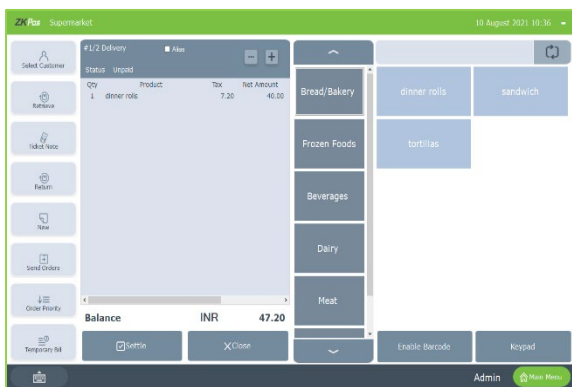 ZKPos Supermarket
10 August 2021 10:36
Select Customer
Retrieve
Ticket Note
Return
New
Send Orders
Order Priority
Temporary Bill
#1/2 Delivery Alias
- +
Status Unpaid
Qty Product Tax Net Amount
1 dinner rolls 7.20 40.00
Balance INR 47.20
Settle
Close
Bread/Bakery
Frozen Foods
Beverages
Dairy
Meat
dinner rolls
sandwich
tortillas
Enable Barcode
Keypad
Admin
Main Menu